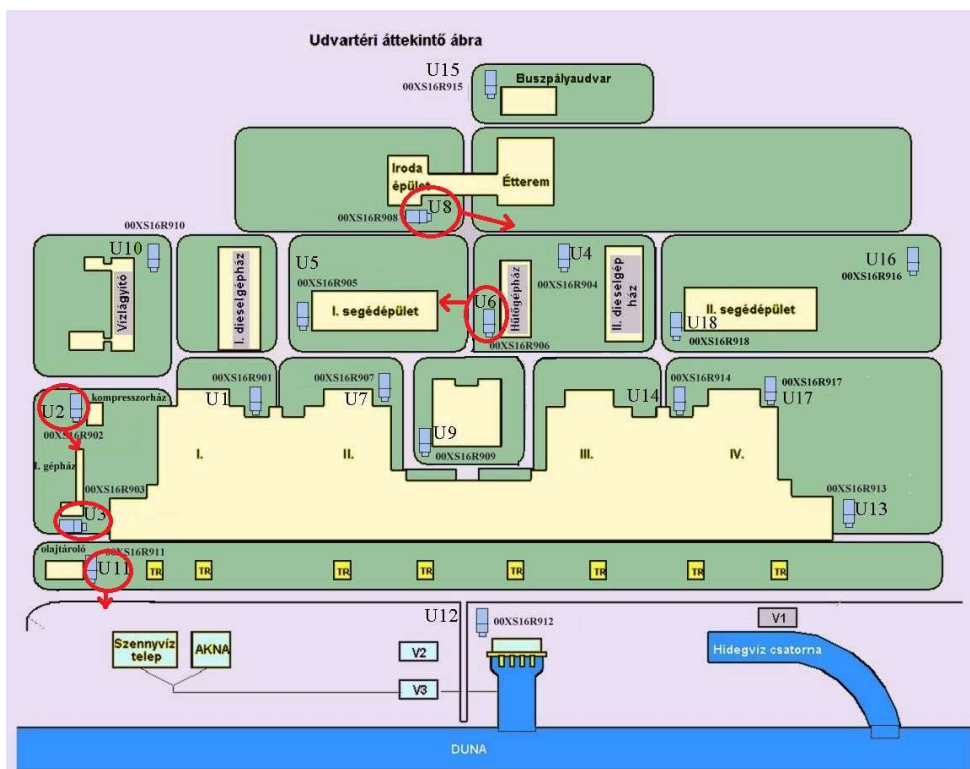 Udvartéri áttekintő ábra
U15
00XS16R915
Buszpályaudvar
Iroda
épület
Étterem
00XS16R908
U8
00XS16R910
U10
Vízlágyító
I. dieselgépház
U5
00XS16R905
I. segédépület
U6
Hűtőgépház
00XS16R906
U4
00XS16R904
II. dieselgép
ház
U16
00XS16R916
II. segédépület
U18
00XS16R918
kompresszorház
U2
00XS16R902
00XS16R901
U1
00XS16R907
U7
U9
00XS16R909
U14
00XS16R914
00XS16R917
U17
I. gépház
00XS16R903
U3
I.
II.
III.
IV.
00XS16R913
U13
olajtároló
00XS16R911
U11
TR
TR
TR
TR
TR
TR
TR
TR
U12
00XS16R912
V1
Szennyvíz
telep
AKNA
V2
V3
Hidegvíz csatorna
DUNA